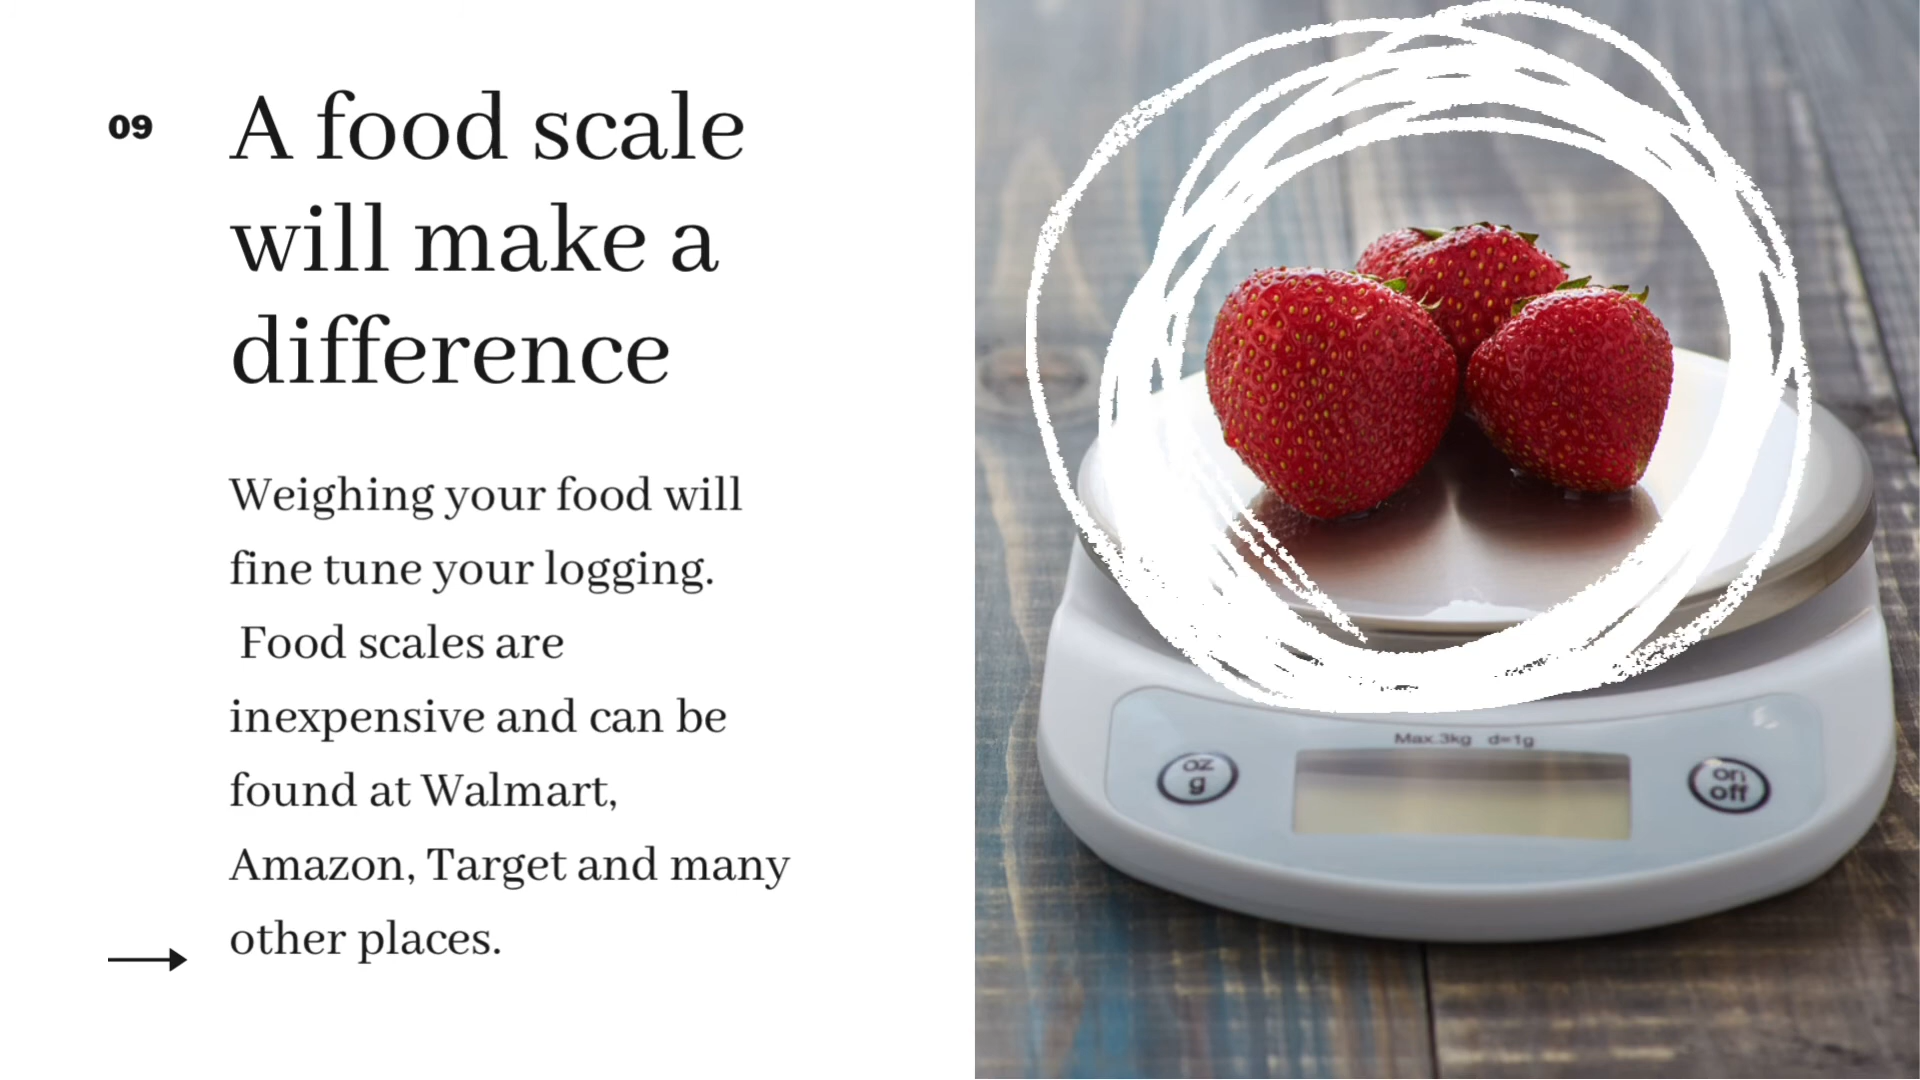 09
A food scale
will make a
difference
Weighing your food will
fine tune your logging.
Food scales are
inexpensive and can be
found at Walmart,
Amazon, Target and many
other places.
Max.3kg d=1g
oz
g
on
off